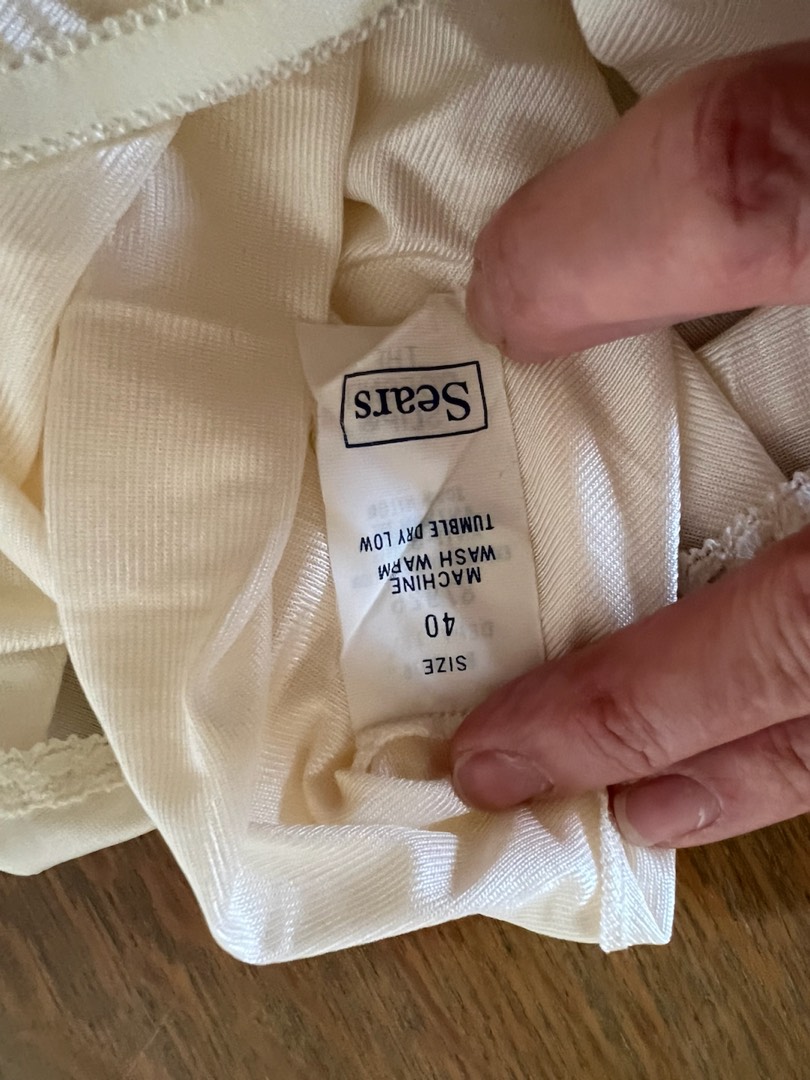 Sears
TUMBLE DRY LOW
WASH WARM
MACHINE
40
SIZE